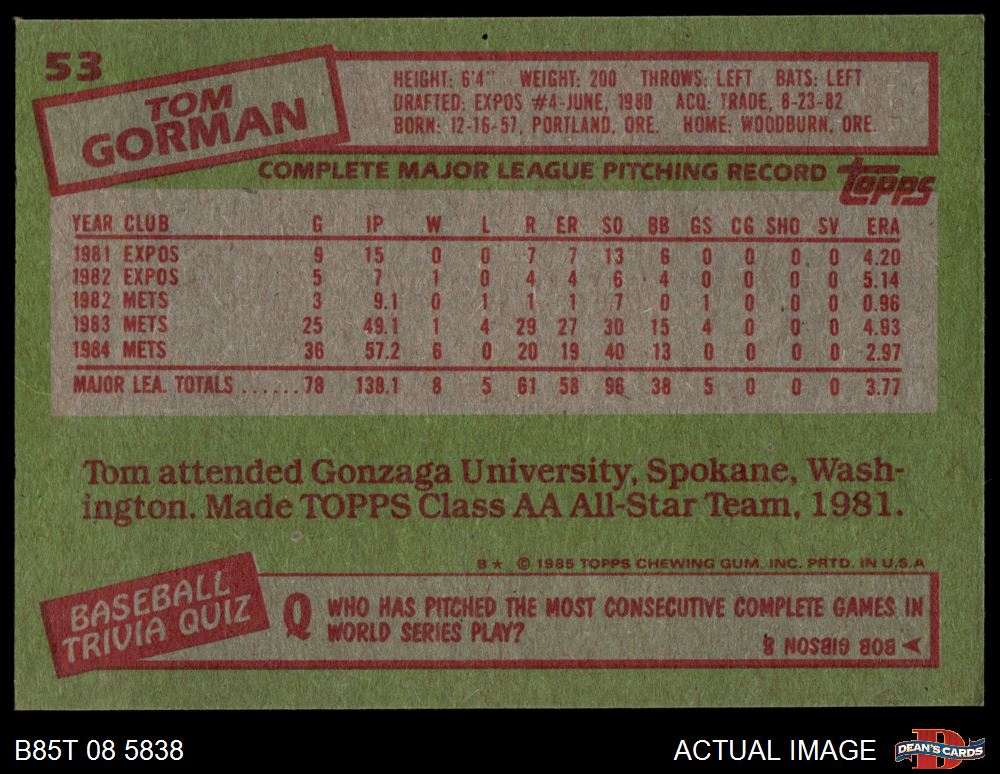 53
TOM
GORMAN
HEIGHT: 6'4" WEIGHT: 200 THROWS: LEFT BATS: LEFT
DRAFTED: EXPOS #4-JUNE, 1980 ACQ: TRADE, 8-23-82
BORN: 12-16-57, PORTLAND, ORE. HOME: WOODBURN, ORE.
COMPLETE MAJOR LEAGUE PITCHING RECORD
topps
YEAR CLUB G IP W L R ER SO BB GS CG SHO SV ERA
1981 EXPOS 9 15 0 0 7 7 13 6 0 0 0 0 4.20
1982 EXPOS 5 7 1 0 4 4 6 4 0 0 0 0 5.14
1982 METS 3 9.1 0 1 1 1 7 0 1 0 0 0 0.96
1983 METS 25 49.1 1 4 29 27 30 15 4 0 0 0 4.93
1984 METS 36 57.2 6 0 20 19 40 13 0 0 0 0 2.97
MAJOR LEA. TOTALS ......78 138.1 8 5 61 58 96 38 5 0 0 0 3.77
Tom attended Gonzaga University, Spokane, Wash-
ington. Made TOPPS Class AA All-Star Team, 1981.
B★ © 1985 TOPPS CHEWING GUM. INC. PRTD. IN U.S.A
BASEBALL
TRIVIA QUIZ
Q WHO HAS PITCHED THE MOST CONSECUTIVE COMPLETE GAMES IN
WORLD SERIES PLAY?
BOB GIBSON 8
B85T 08 5838
ACTUAL IMAGE
DEAN'S CARDS